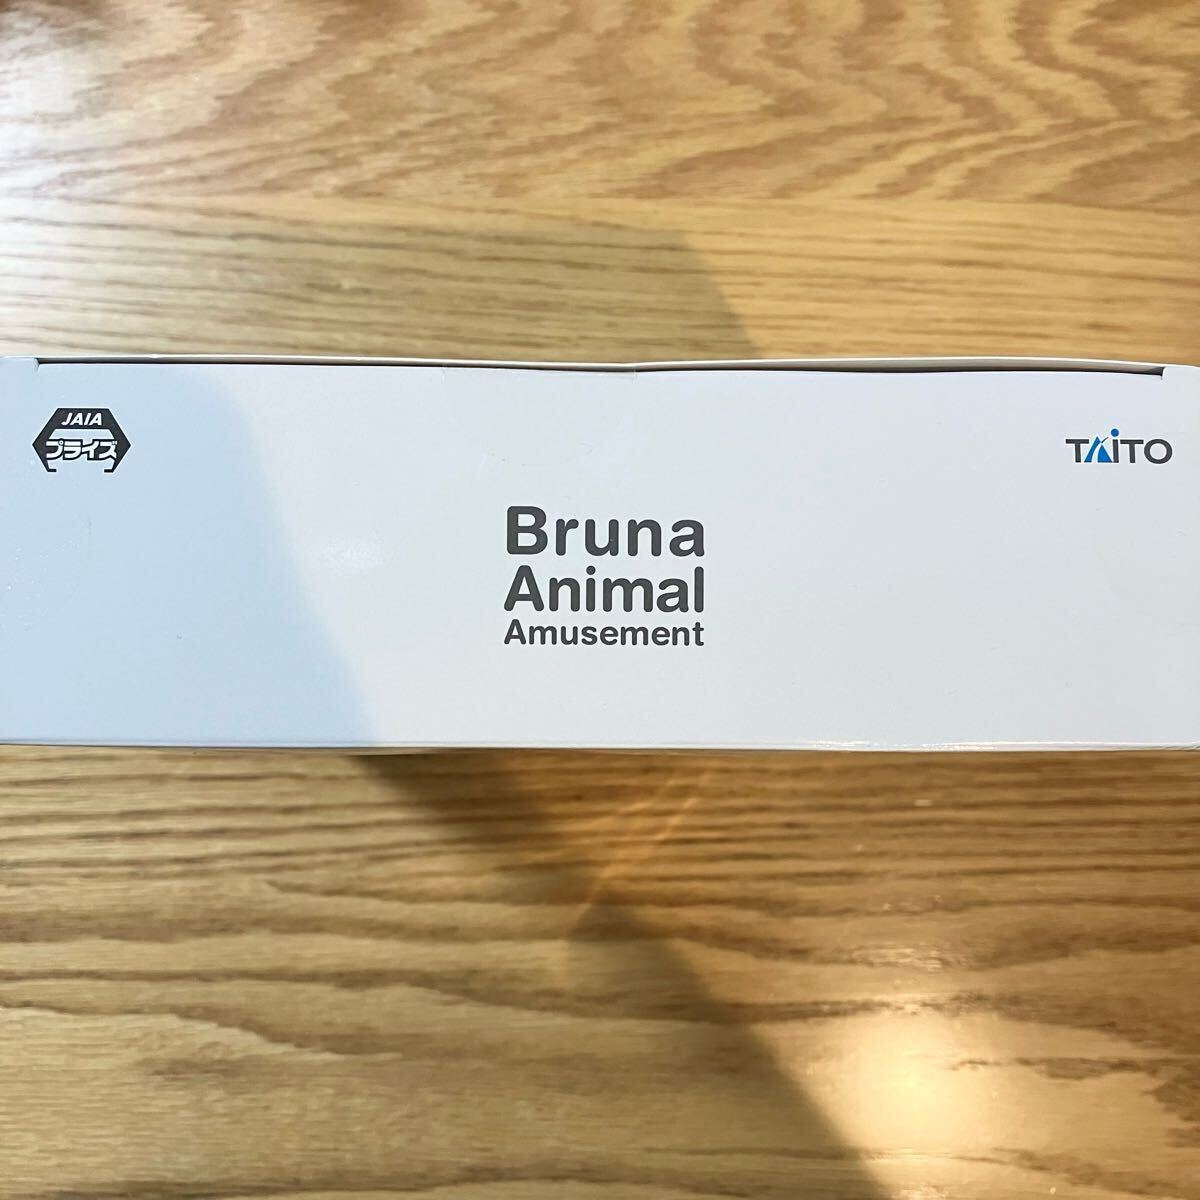 JAIA
プライズ
TAiTO
Bruna
Animal
Amusement